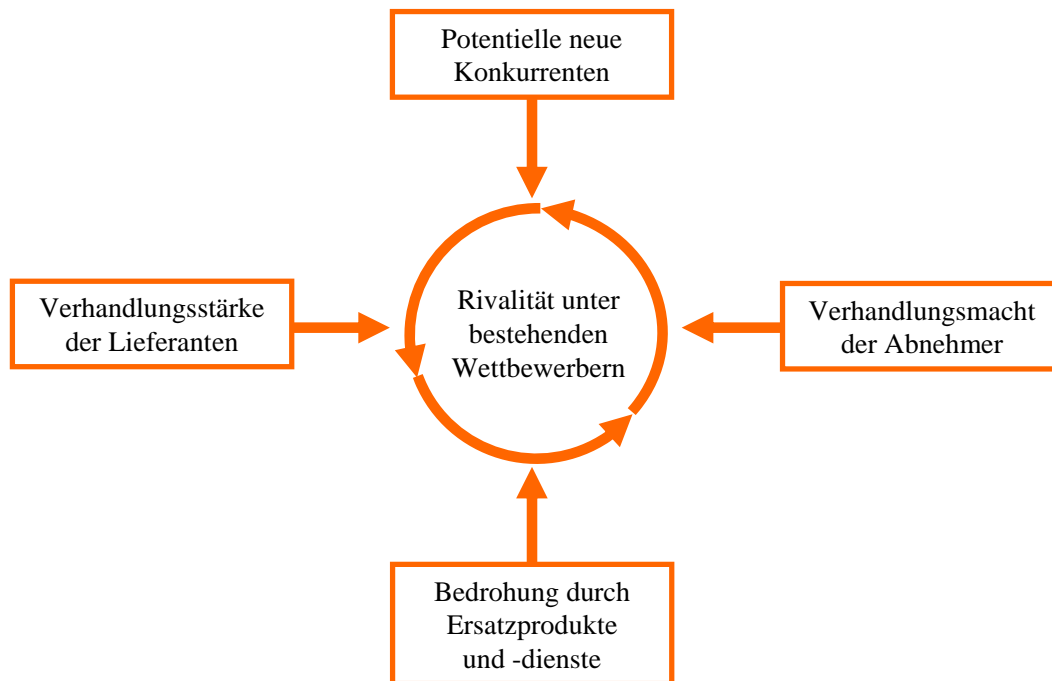 Potentielle neue
Konkurrenten
Verhandlungsstärke
der Lieferanten
Rivalität unter
bestehenden
Wettbewerbern
Verhandlungsmacht
der Abnehmer
Bedrohung durch
Ersatzprodukte
und -dienste